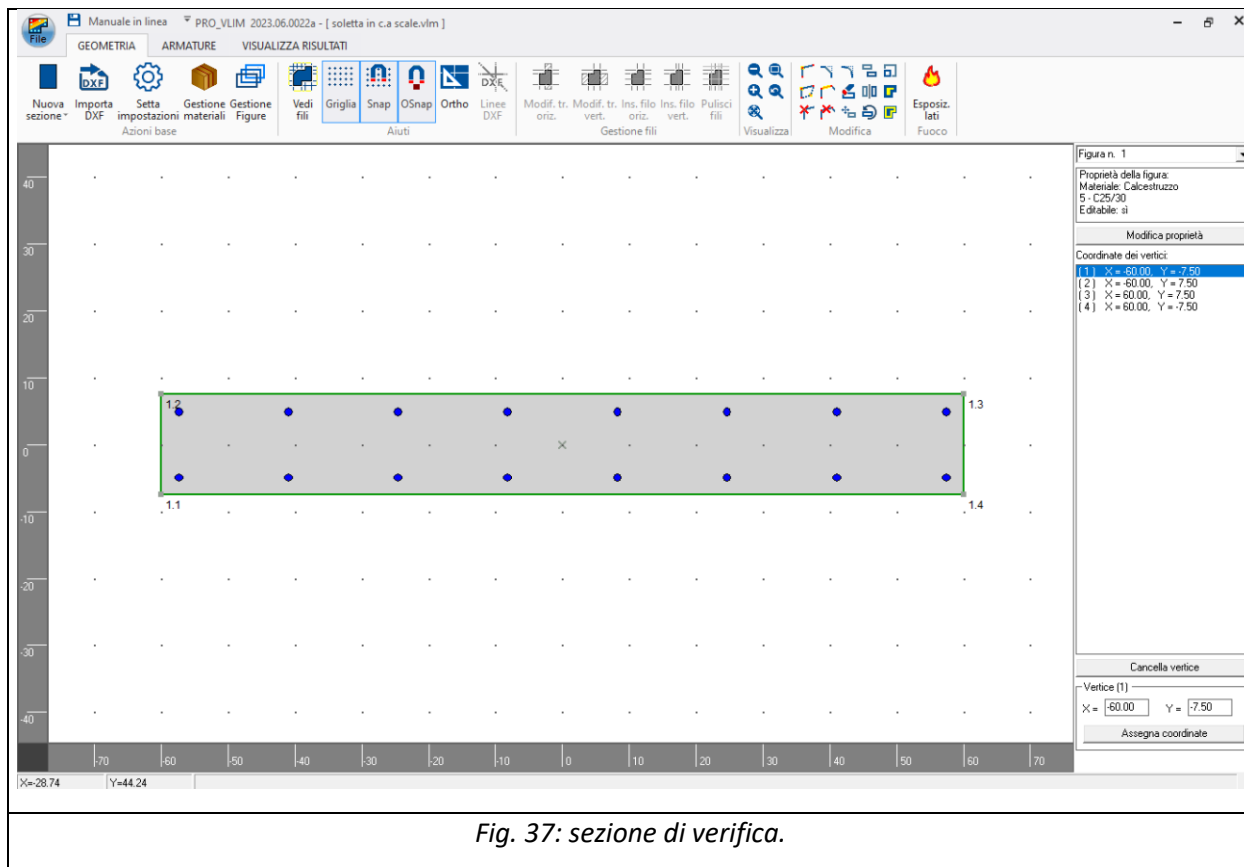 Manuale in linea PRO_VLIM 2023.06.0022a - [ soletta in c.a scale.vlm ]
File
GEOMETRIA ARMATURE VISUALIZZA RISULTATI
DXF DXF
Nuova Importa Setta Gestione Gestione Vedi Griglia Snap OSnap Ortho Linee Modif. tr. Modif. tr. Ins. filo Ins. filo Pulisci Esposiz.
sezione DXF impostazioni materiali Figure fili DXF oriz. vert. oriz. vert. fili lati
Azioni base Aiuti Gestione fili Visualizza Modifica Fuoco
Figura n. 1
Proprietà della figura:
Materiale: Calcestruzzo
5 - C25/30
Editabile: sì
Modifica proprietà
Coordinate dei vertici:
( 1 ) X = -60.00, Y = -7.50
( 2 ) X = -60.00, Y = 7.50
( 3 ) X = 60.00, Y = 7.50
( 4 ) X = 60.00, Y = -7.50
40
30
20
10
1.2 1.3
0
1.1 1.4
-10
-20
-30
-40
Cancella vertice
Vertice (1)
X = -60.00 Y = -7.50
Assegna coordinate
-70 -60 -50 -40 -30 -20 -10 0 10 20 30 40 50 60 70
X=-28.74 Y=44.24
Fig. 37: sezione di verifica.